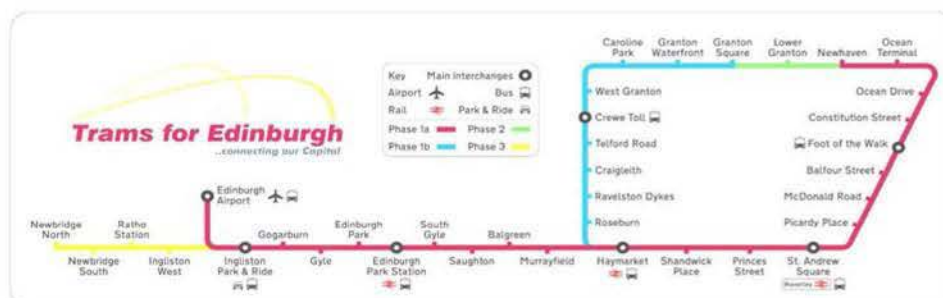 Trams for Edinburgh
...connecting our Capital
Key Main Interchanges
Airport Bus
Rail Park & Ride
Phase 1a Phase 2
Phase 1b Phase 3
Caroline
Park
Granton
Waterfront
Granton
Square
Lower
Granton
Newhaven
Ocean
Terminal
West Granton
Crewe Toll
Telford Road
Craigleith
Ravelston Dykes
Roseburn
Ocean Drive
Constitution Street
Foot of the Walk
Balfour Street
McDonald Road
Picardy Place
Edinburgh
Airport
Newbridge
North
Ratho
Station
Gogarburn
Edinburgh
Park
South
Gyle
Balgreen
Newbridge
South
Ingliston
West
Ingliston
Park & Ride
Gyle
Edinburgh
Park Station
Saughton
Murrayfield
Haymarket
Shandwick
Place
Princes
Street
St. Andrew
Square
Waverley